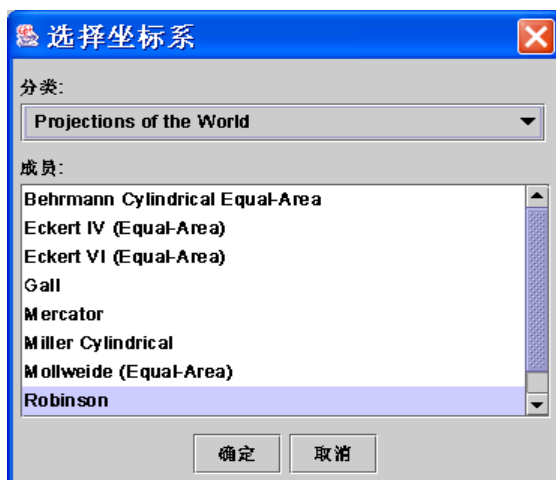 选择坐标系
分类:
Projections of the World
成员:
Behrmann Cylindrical Equal-Area
Eckert IV (Equal-Area)
Eckert VI (Equal-Area)
Gall
Mercator
Miller Cylindrical
Mollweide (Equal-Area)
Robinson
确定 取消